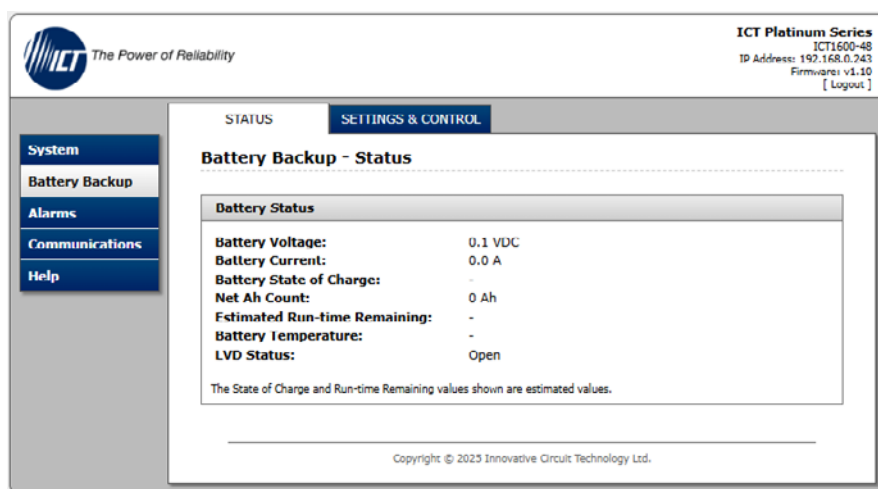 ICT The Power of Reliability
ICT Platinum Series
ICT1600-48
IP Address: 192.168.0.243
Firmware: v1.10
[ Logout ]
STATUS SETTINGS & CONTROL
System
Battery Backup
Alarms
Communications
Help
Battery Backup - Status
Battery Status
Battery Voltage: 0.1 VDC
Battery Current: 0.0 A
Battery State of Charge: -
Net Ah Count: 0 Ah
Estimated Run-time Remaining: -
Battery Temperature: -
LVD Status: Open
The State of Charge and Run-time Remaining values shown are estimated values.
Copyright © 2025 Innovative Circuit Technology Ltd.